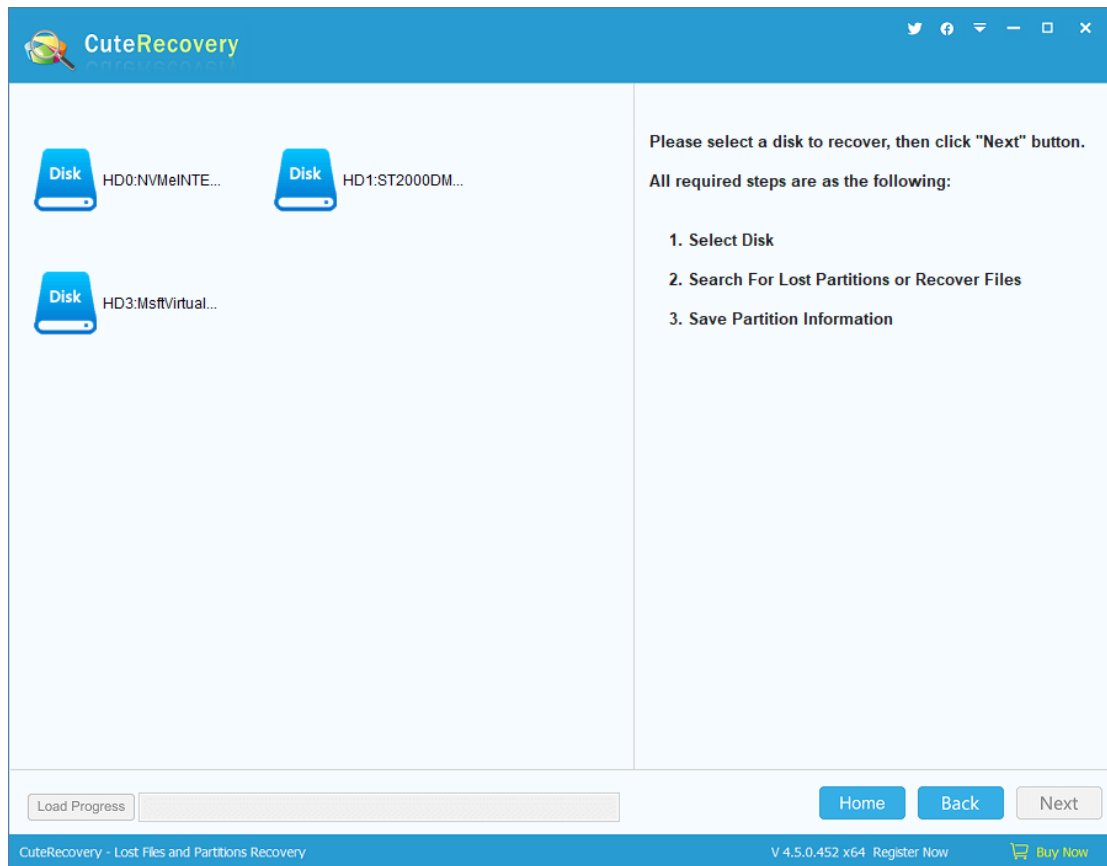 CuteRecovery
Please select a disk to recover, then click "Next" button.
All required steps are as the following:
Disk
HD0:NVMeINTE...
Disk
HD1:ST2000DM...
1. Select Disk
2. Search For Lost Partitions or Recover Files
Disk
HD3:MsftVirtual...
3. Save Partition Information
Load Progress
Home
Back
Next
CuteRecovery - Lost Files and Partitions Recovery
V 4.5.0.452 x64 Register Now
Buy Now